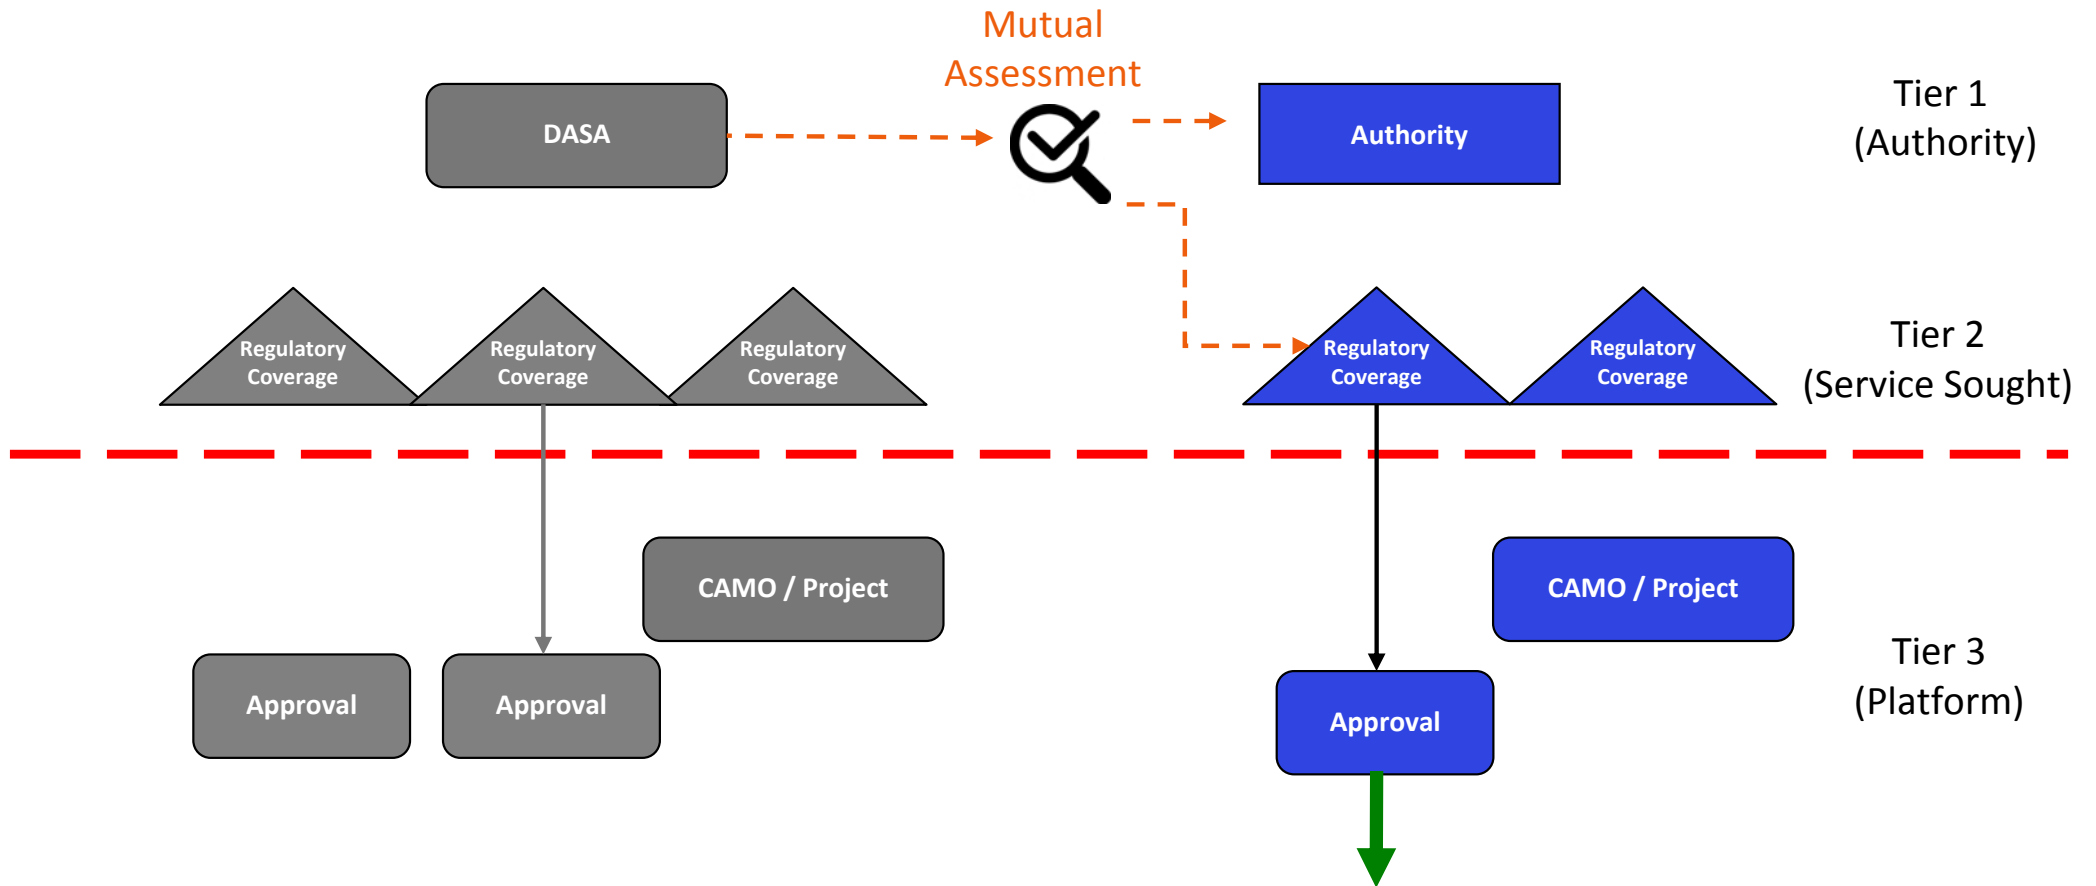 Mutual
Assessment
DASA
Authority
Tier 1
(Authority)
Regulatory
Coverage
Regulatory
Coverage
Regulatory
Coverage
Regulatory
Coverage
Regulatory
Coverage
Tier 2
(Service Sought)
CAMO / Project
CAMO / Project
Approval
Approval
Approval
Tier 3
(Platform)